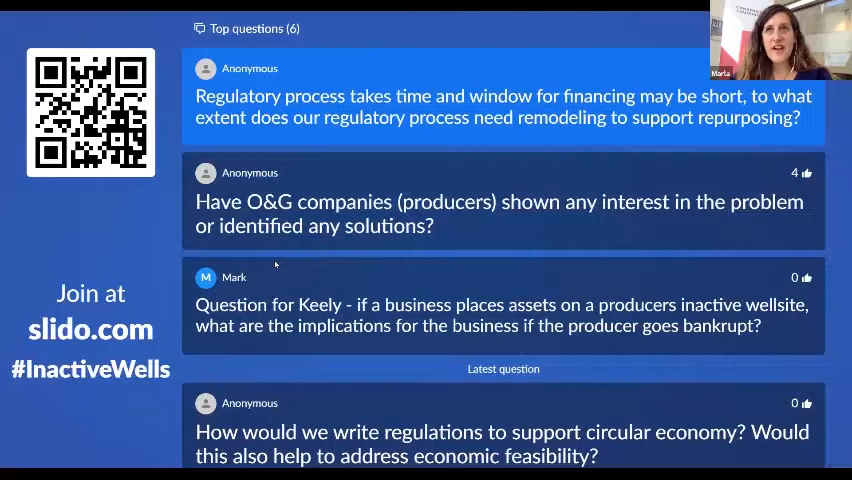 Top questions (6)
Anonymous
Regulatory process takes time and window for financing may be short, to what
extent does our regulatory process need remodeling to support repurposing?
Anonymous
4
Have O&G companies (producers) shown any interest in the problem
or identified any solutions?
M
Mark
0
Question for Keely - if a business places assets on a producers inactive wellsite,
what are the implications for the business if the producer goes bankrupt?
Latest question
Anonymous
0
How would we write regulations to support circular economy? Would
this also help to address economic feasibility?
Join at
slido.com
#InactiveWells
Marla